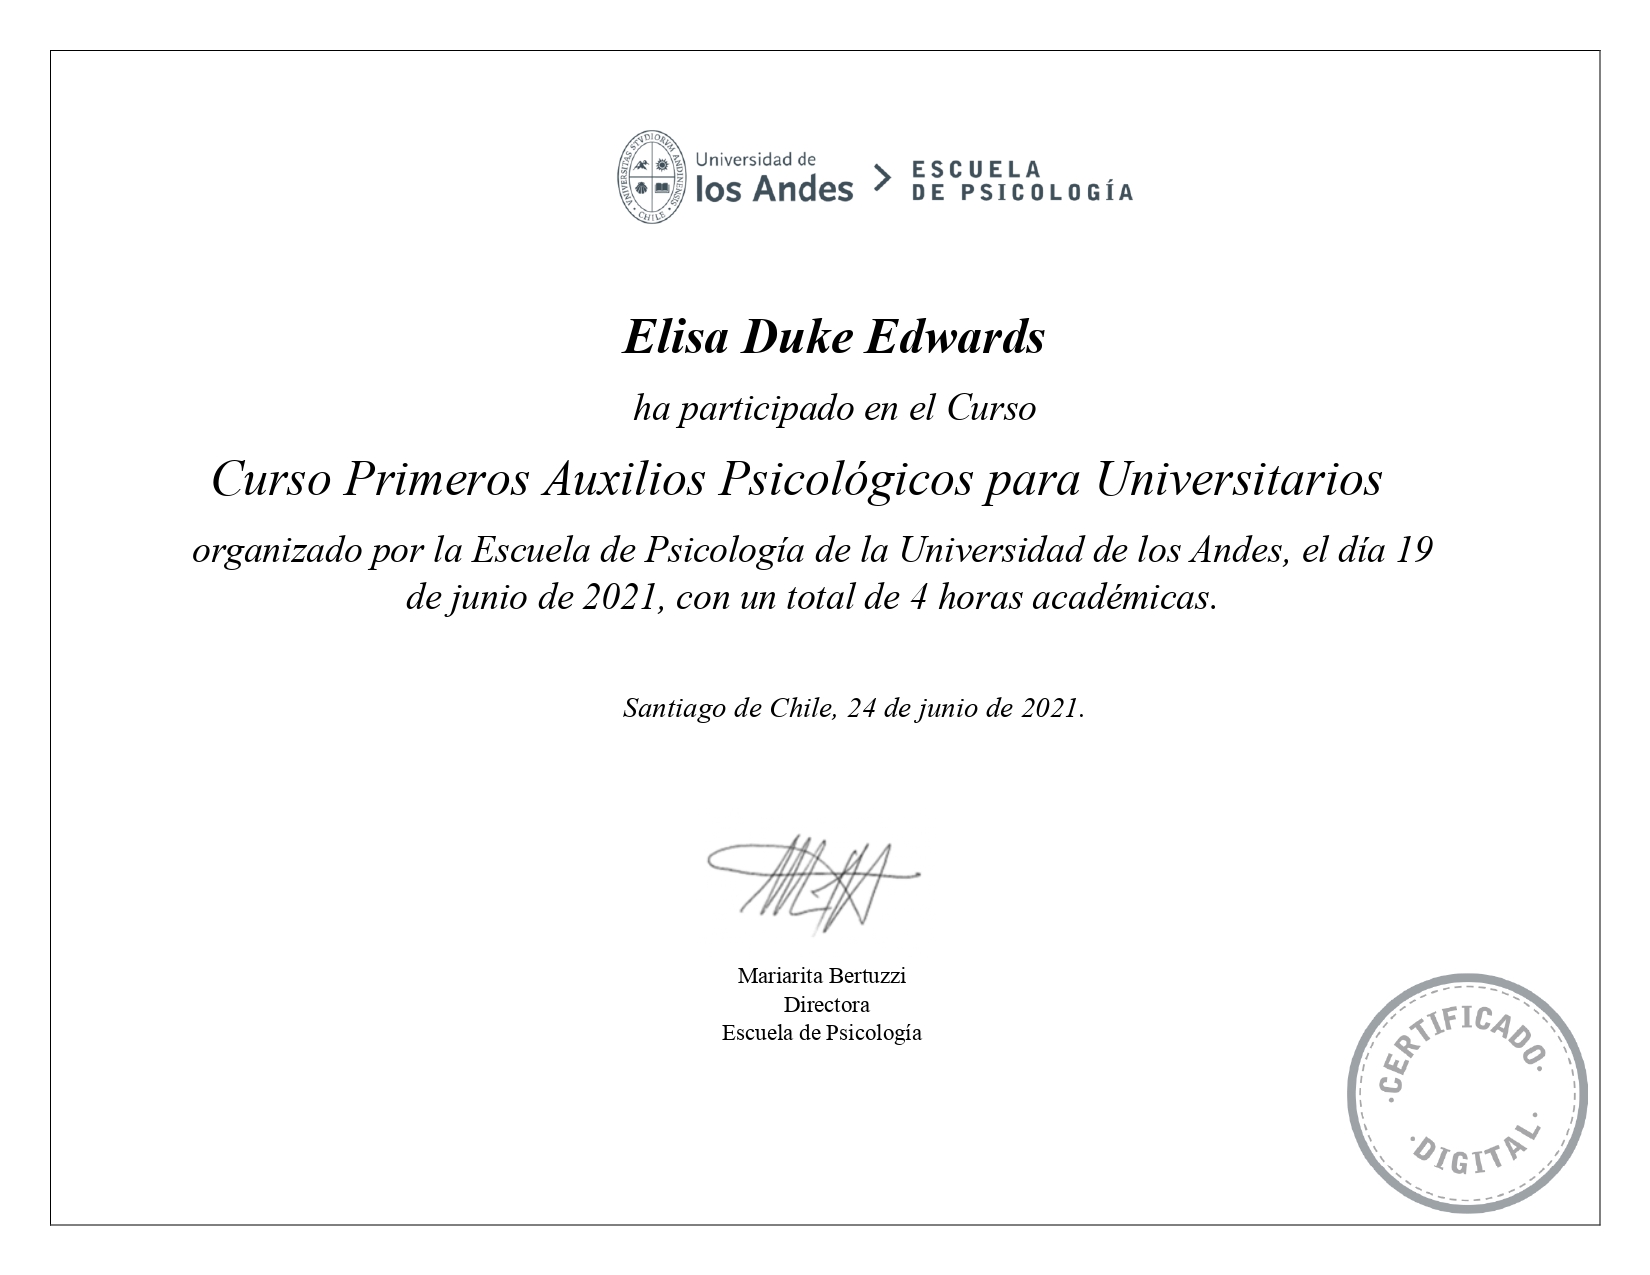 UNIVERSITAS STVDIORVM ANDINENSIS
· CHILE ·
Universidad de
los Andes
ESCUELA
DE PSICOLOGÍA
Elisa Duke Edwards
ha participado en el Curso
Curso Primeros Auxilios Psicológicos para Universitarios
organizado por la Escuela de Psicología de la Universidad de los Andes, el día 19
de junio de 2021, con un total de 4 horas académicas.
Santiago de Chile, 24 de junio de 2021.
Mariarita Bertuzzi
Directora
Escuela de Psicología
·CERTIFICADO·
·DIGITAL·